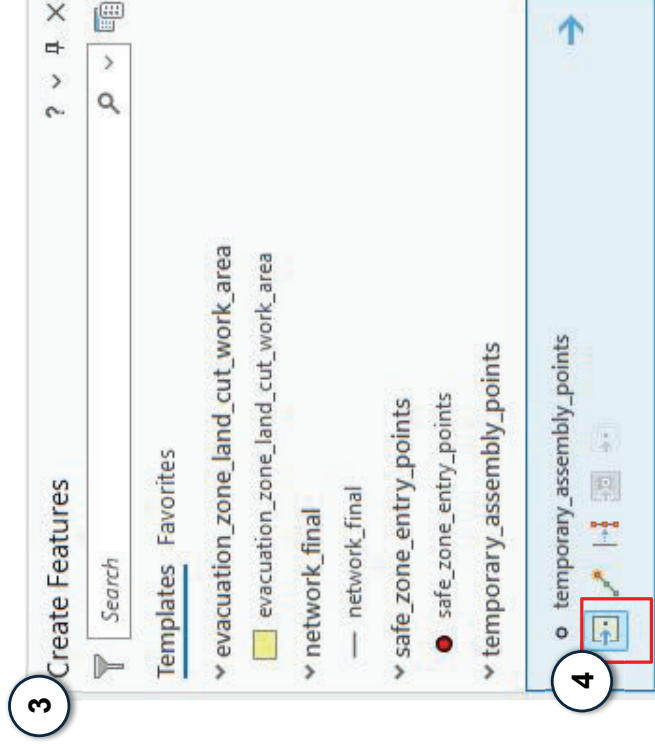 3
Create Features
?
Search
Templates Favorites
evacuation_zone_land_cut_work_area
evacuation_zone_land_cut_work_area
network_final
network_final
safe_zone_entry_points
safe_zone_entry_points
temporary_assembly_points
temporary_assembly_points
4